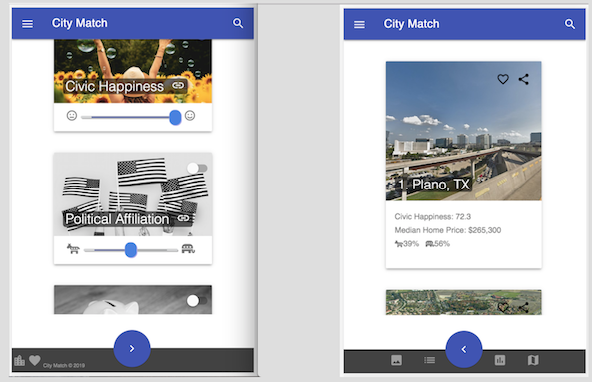 City Match
Civic Happiness
Political Affiliation
City Match © 2019
City Match
1. Plano, TX
Civic Happiness: 72.3
Median Home Price: $265,300
39% 56%